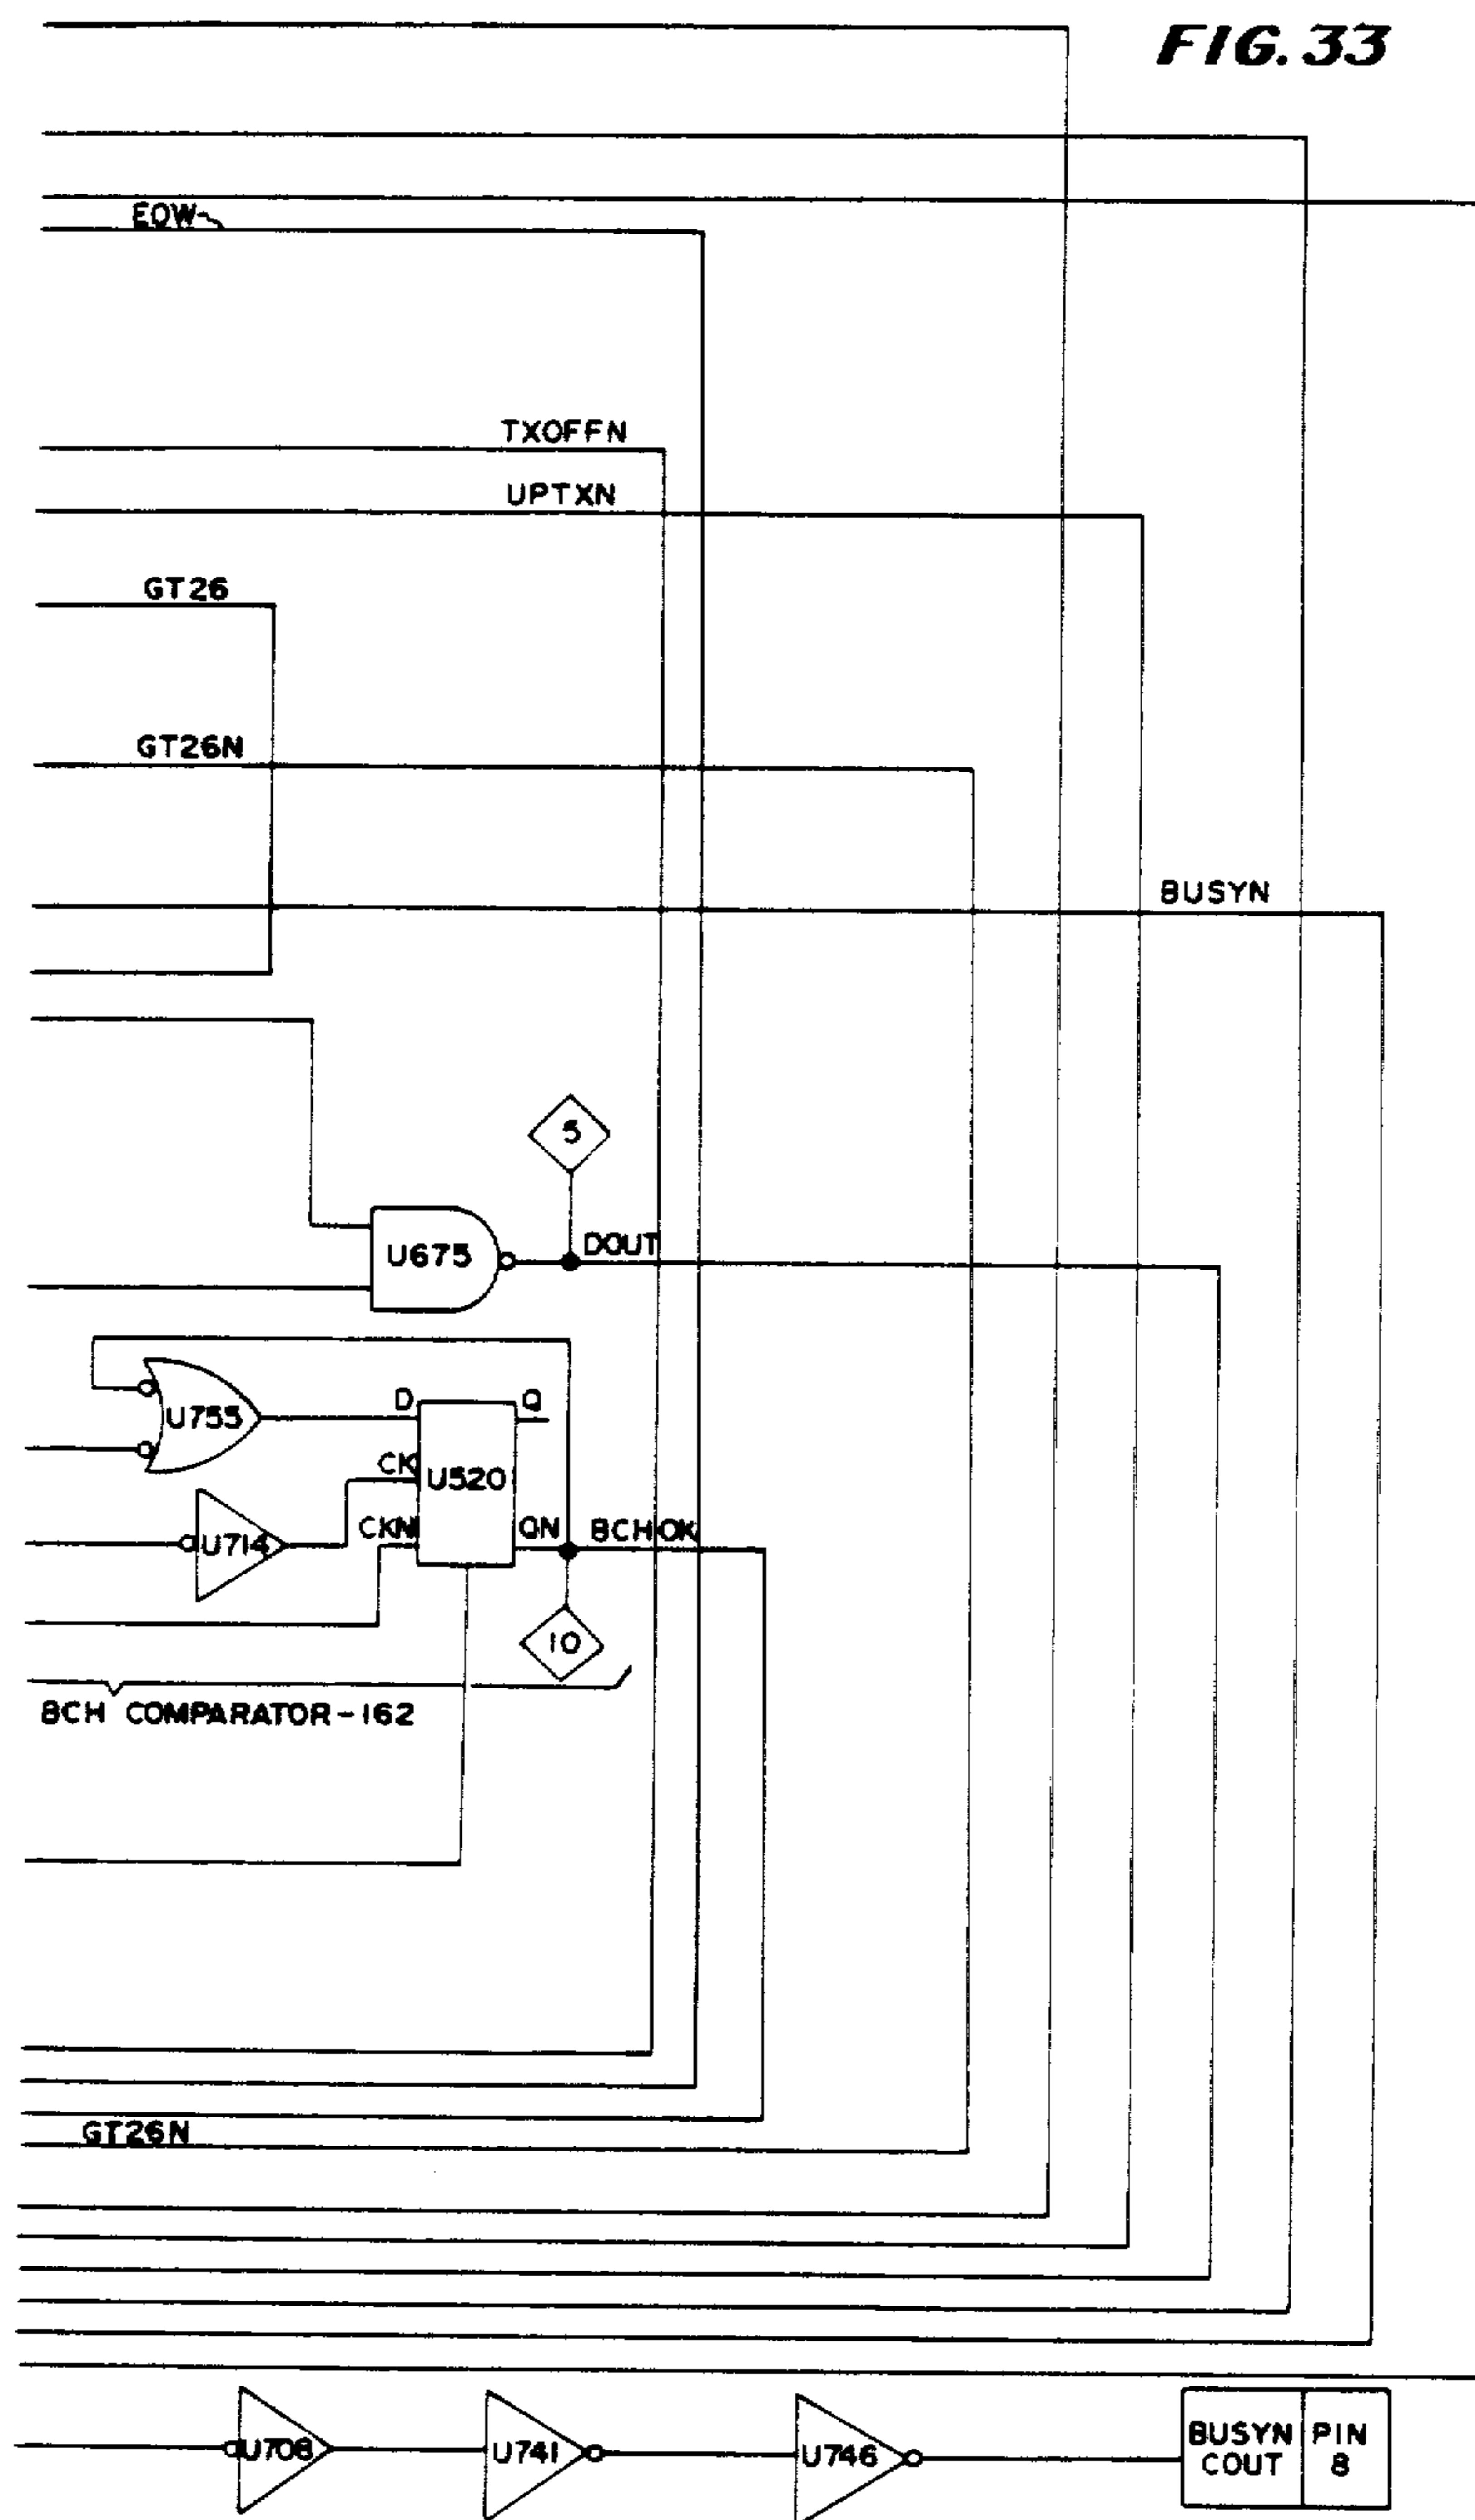 FIG. 33
EOW
TXOFFN
UPTXN
GT26
GT26N
BUSYN
5
U675
DOUT
U755
D
Q
CK
U520
U714
CKN
QN
BCHOK
10
BCH COMPARATOR-162
GT26N
U708
U741
U746
BUSYN
COUT
PIN
8